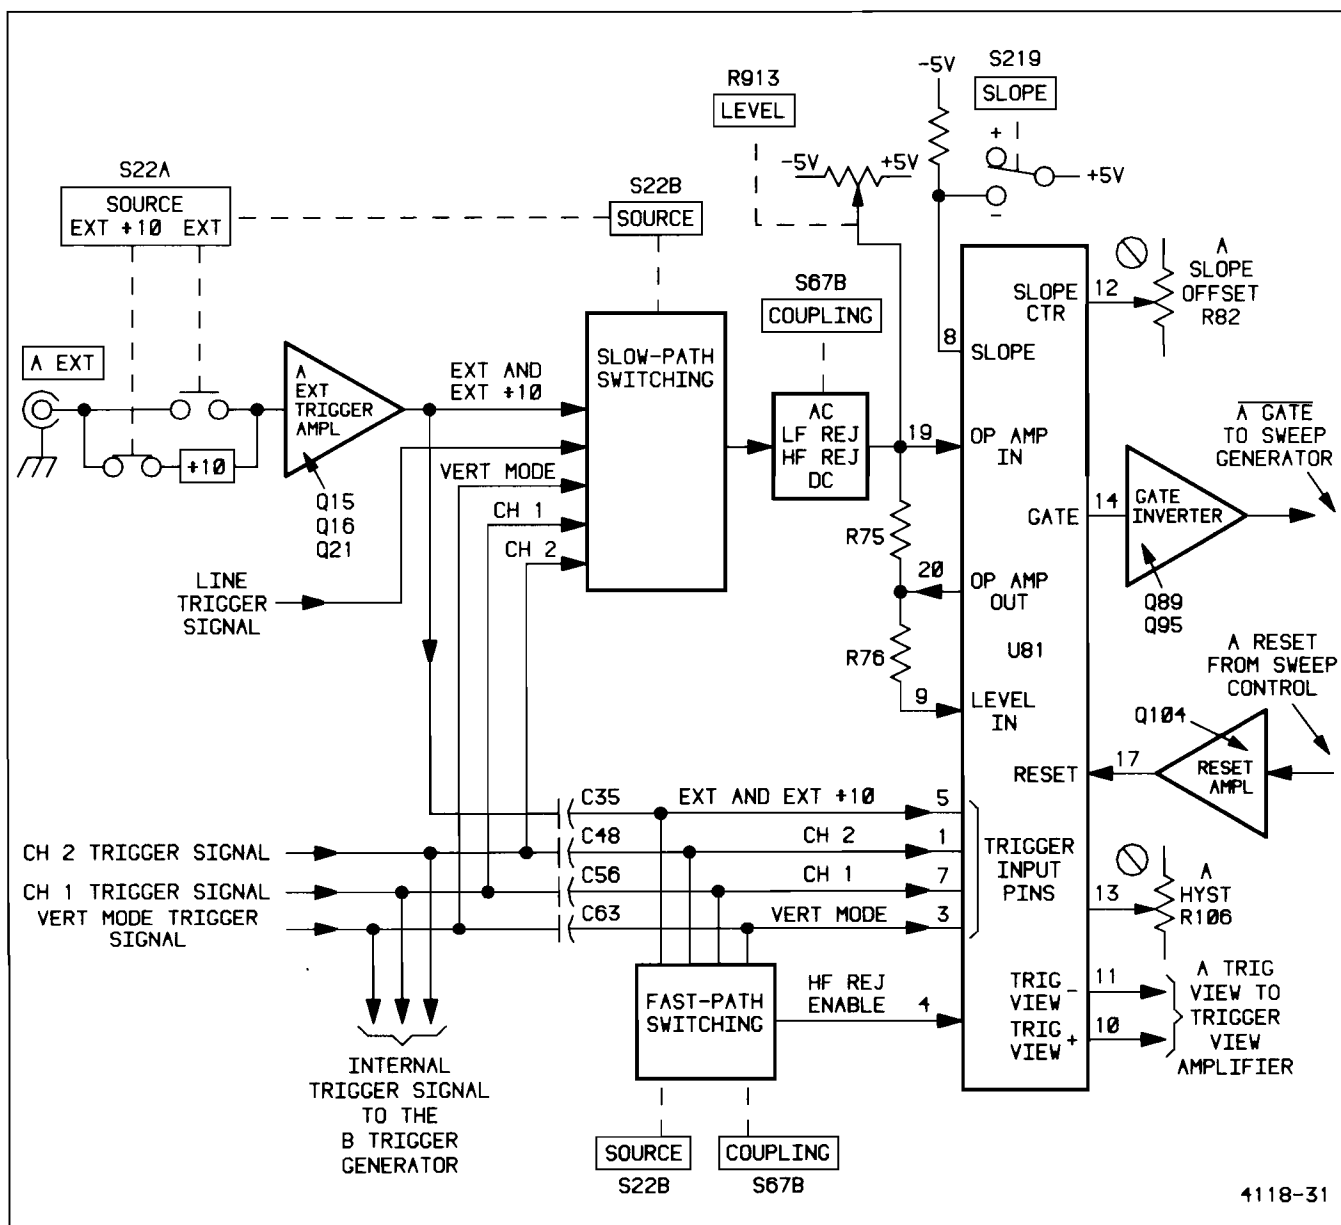 S22A
SOURCE
EXT ÷10 EXT
A EXT
÷10
A
EXT
TRIGGER
AMPL
Q15
Q16
Q21
LINE
TRIGGER
SIGNAL
EXT AND
EXT ÷10
VERT MODE
CH 1
CH 2
S22B
SOURCE
SLOW-PATH
SWITCHING
R913
LEVEL
-5V
+5V
S67B
COUPLING
AC
LF REJ
HF REJ
DC
-5V
S219
SLOPE
+
-
+5V
R75
R76
8
SLOPE
19
OP AMP
IN
20
OP AMP
OUT
U81
9
LEVEL
IN
SLOPE
CTR
12
A
SLOPE
OFFSET
R82
GATE
14
GATE
INVERTER
Q89
Q95
A GATE
TO SWEEP
GENERATOR
A RESET
FROM SWEEP
CONTROL
Q104
RESET
17
RESET
AMPL
CH 2 TRIGGER SIGNAL
CH 1 TRIGGER SIGNAL
VERT MODE TRIGGER
SIGNAL
C35
EXT AND EXT ÷10
5
C48
CH 2
1
C56
CH 1
7
C63
VERT MODE
3
TRIGGER
INPUT
PINS
13
A
HYST
R106
FAST-PATH
SWITCHING
HF REJ
ENABLE
4
TRIG
VIEW -
11
TRIG
VIEW +
10
A TRIG
VIEW TO
TRIGGER
VIEW
AMPLIFIER
INTERNAL
TRIGGER SIGNAL
TO THE
B TRIGGER
GENERATOR
SOURCE
S22B
COUPLING
S67B
4118-31